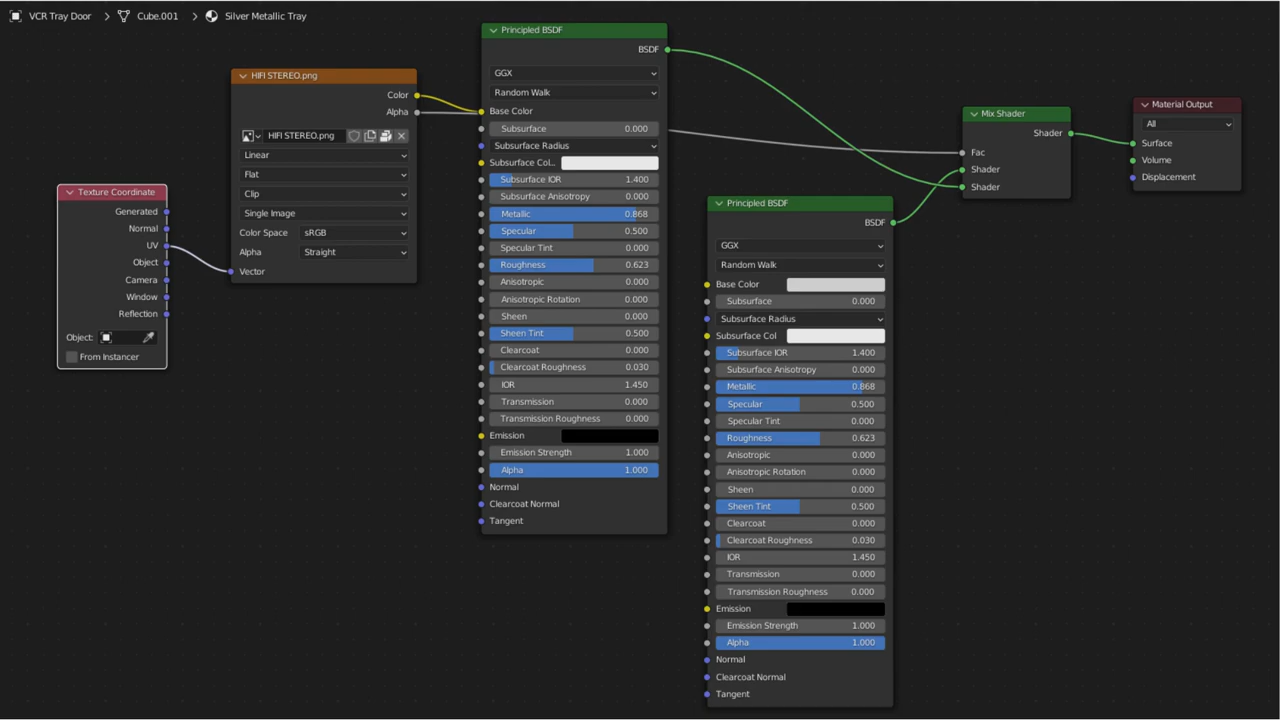 VCR Tray Door > Cube.001 > Silver Metallic Tray
Texture Coordinate
Generated
Normal
UV
Object
Camera
Window
Reflection
Object:
From Instancer
HIFI STEREO.png
Color
Alpha
HIFI STEREO.png
Linear
Flat
Clip
Single Image
Color Space sRGB
Alpha Straight
Vector
Principled BSDF
BSDF
GGX
Random Walk
Base Color
Subsurface 0.000
Subsurface Radius
Subsurface Col..
Subsurface IOR 1.400
Subsurface Anisotropy 0.000
Metallic 0.868
Specular 0.500
Specular Tint 0.000
Roughness 0.623
Anisotropic 0.000
Anisotropic Rotation 0.000
Sheen 0.000
Sheen Tint 0.500
Clearcoat 0.000
Clearcoat Roughness 0.030
IOR 1.450
Transmission 0.000
Transmission Roughness 0.000
Emission
Emission Strength 1.000
Alpha 1.000
Normal
Clearcoat Normal
Tangent
Principled BSDF
BSDF
GGX
Random Walk
Base Color
Subsurface 0.000
Subsurface Radius
Subsurface Col
Subsurface IOR 1.400
Subsurface Anisotropy 0.000
Metallic 0.868
Specular 0.500
Specular Tint 0.000
Roughness 0.623
Anisotropic 0.000
Anisotropic Rotation 0.000
Sheen 0.000
Sheen Tint 0.500
Clearcoat 0.000
Clearcoat Roughness 0.030
IOR 1.450
Transmission 0.000
Transmission Roughness 0.000
Emission
Emission Strength 1.000
Alpha 1.000
Normal
Clearcoat Normal
Tangent
Mix Shader
Shader
Fac
Shader
Shader
Material Output
All
Surface
Volume
Displacement